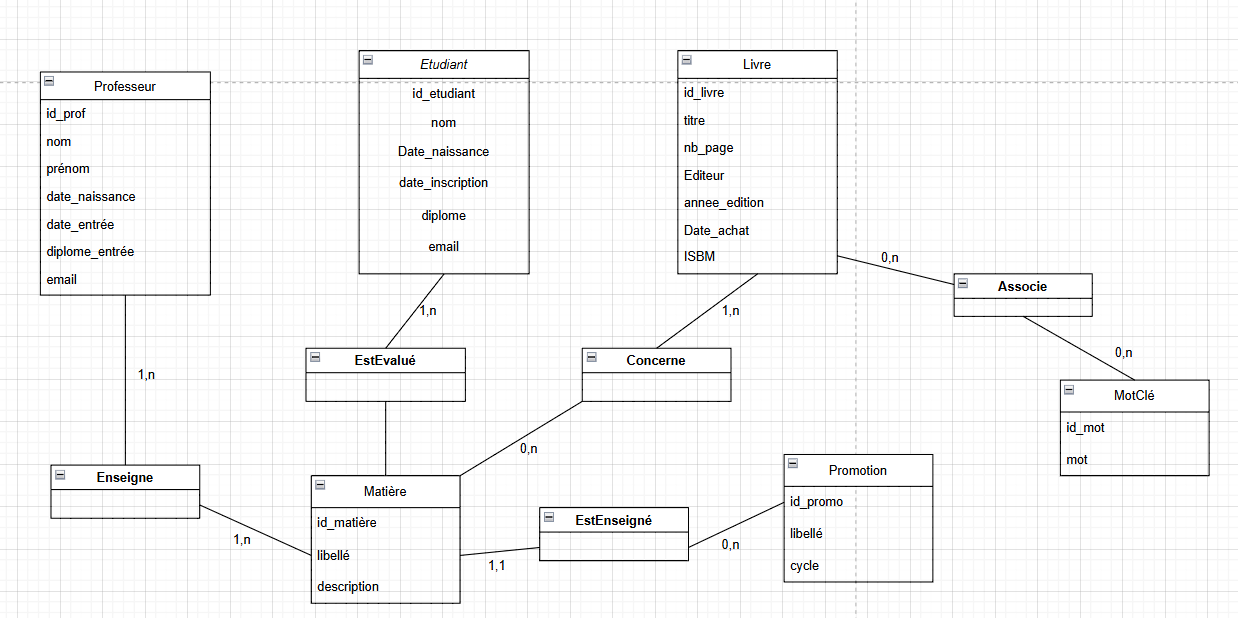 Professeur
id_prof
nom
prénom
date_naissance
date_entrée
diplome_entrée
email
Etudiant
id_etudiant
nom
Date_naissance
date_inscription
diplome
email
Livre
id_livre
titre
nb_page
Editeur
annee_edition
Date_achat
ISBM
0,n
Associe
1,n
1,n
0,n
EstEvalué
Concerne
1,n
MotClé
id_mot
mot
0,n
Enseigne
Matière
id_matière
libellé
description
1,n
EstEnseigné
1,1
0,n
Promotion
id_promo
libellé
cycle